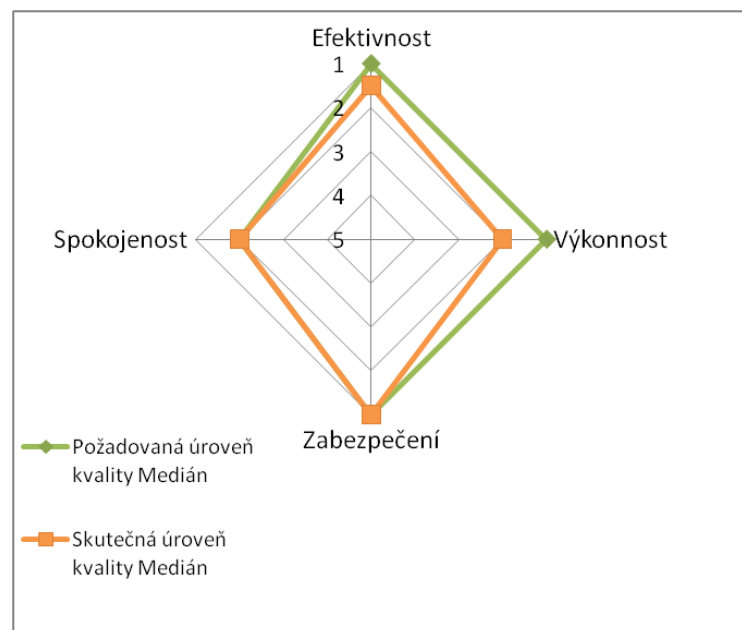 Efektivnost
1
2
3
4
5
Spokojenost
Výkonnost
Zabezpečení
Požadovaná úroveň
kvality Medián
Skutečná úroveň
kvality Medián